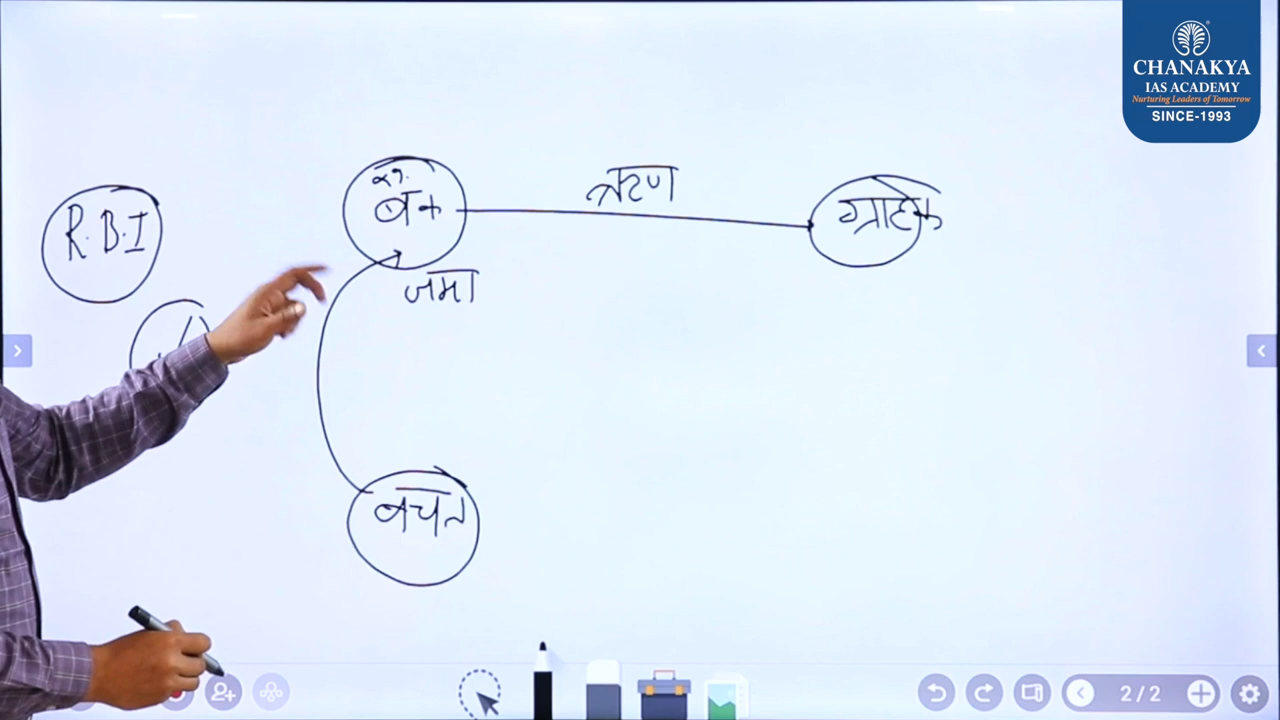 CHANAKYA
IAS ACADEMY
Nurturing Leaders of Tomorrow
SINCE-1993
R.B.I
बैंक
ऋण
ग्राहक
जमा
बचत
2/2